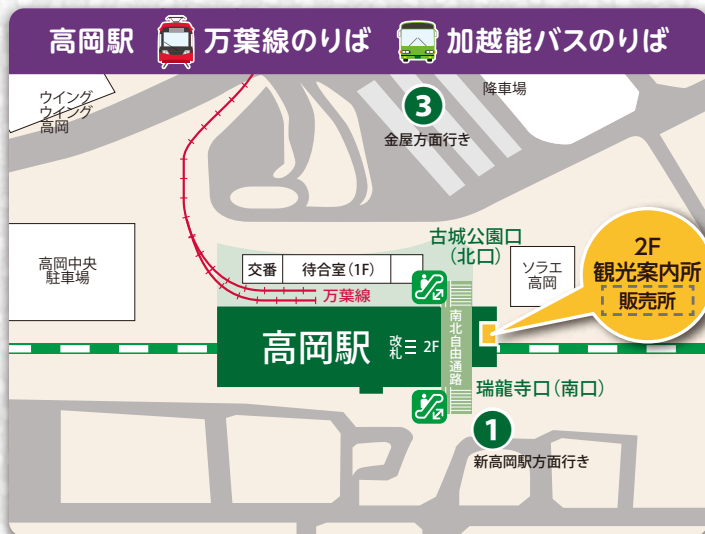 高岡駅 万葉線のりば 加越能バスのりば
ウイング
ウイング
高岡
3
降車場
金屋方面行き
古城公園口
(北口)
2F
観光案内所
販売所
ソラエ
高岡
高岡中央
駐車場
交番 待合室(1F)
万葉線
高岡駅
改札 2F
南北自由通路
瑞龍寺口(南口)
1
新高岡駅方面行き